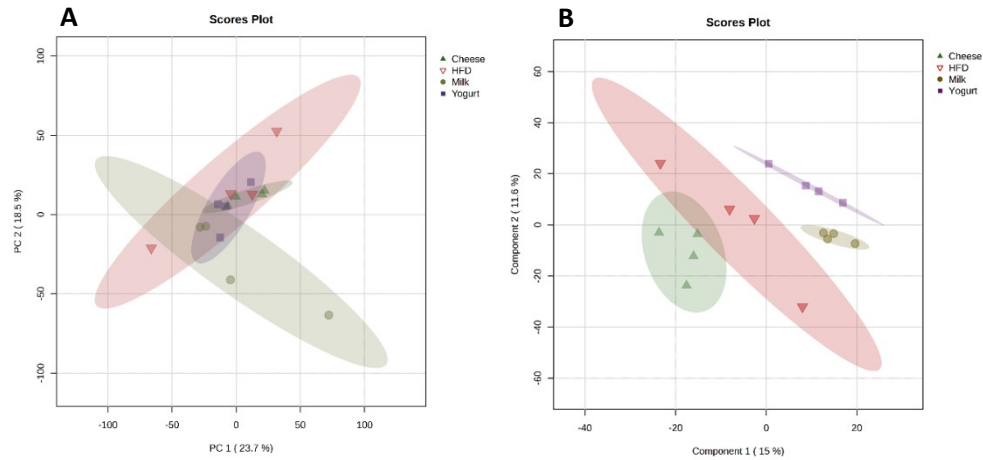 A
Scores Plot
PC 2 ( 18.5 %)
100
50
0
-50
-100
-100
-50
0
50
100
PC 1 ( 23.7 %)
Cheese
HFD
Milk
Yogurt
B
Scores Plot
Component 2 ( 11.6 %)
60
40
20
0
-20
-40
-60
-40
-20
0
20
Component 1 ( 15 %)
Cheese
HFD
Milk
Yogurt